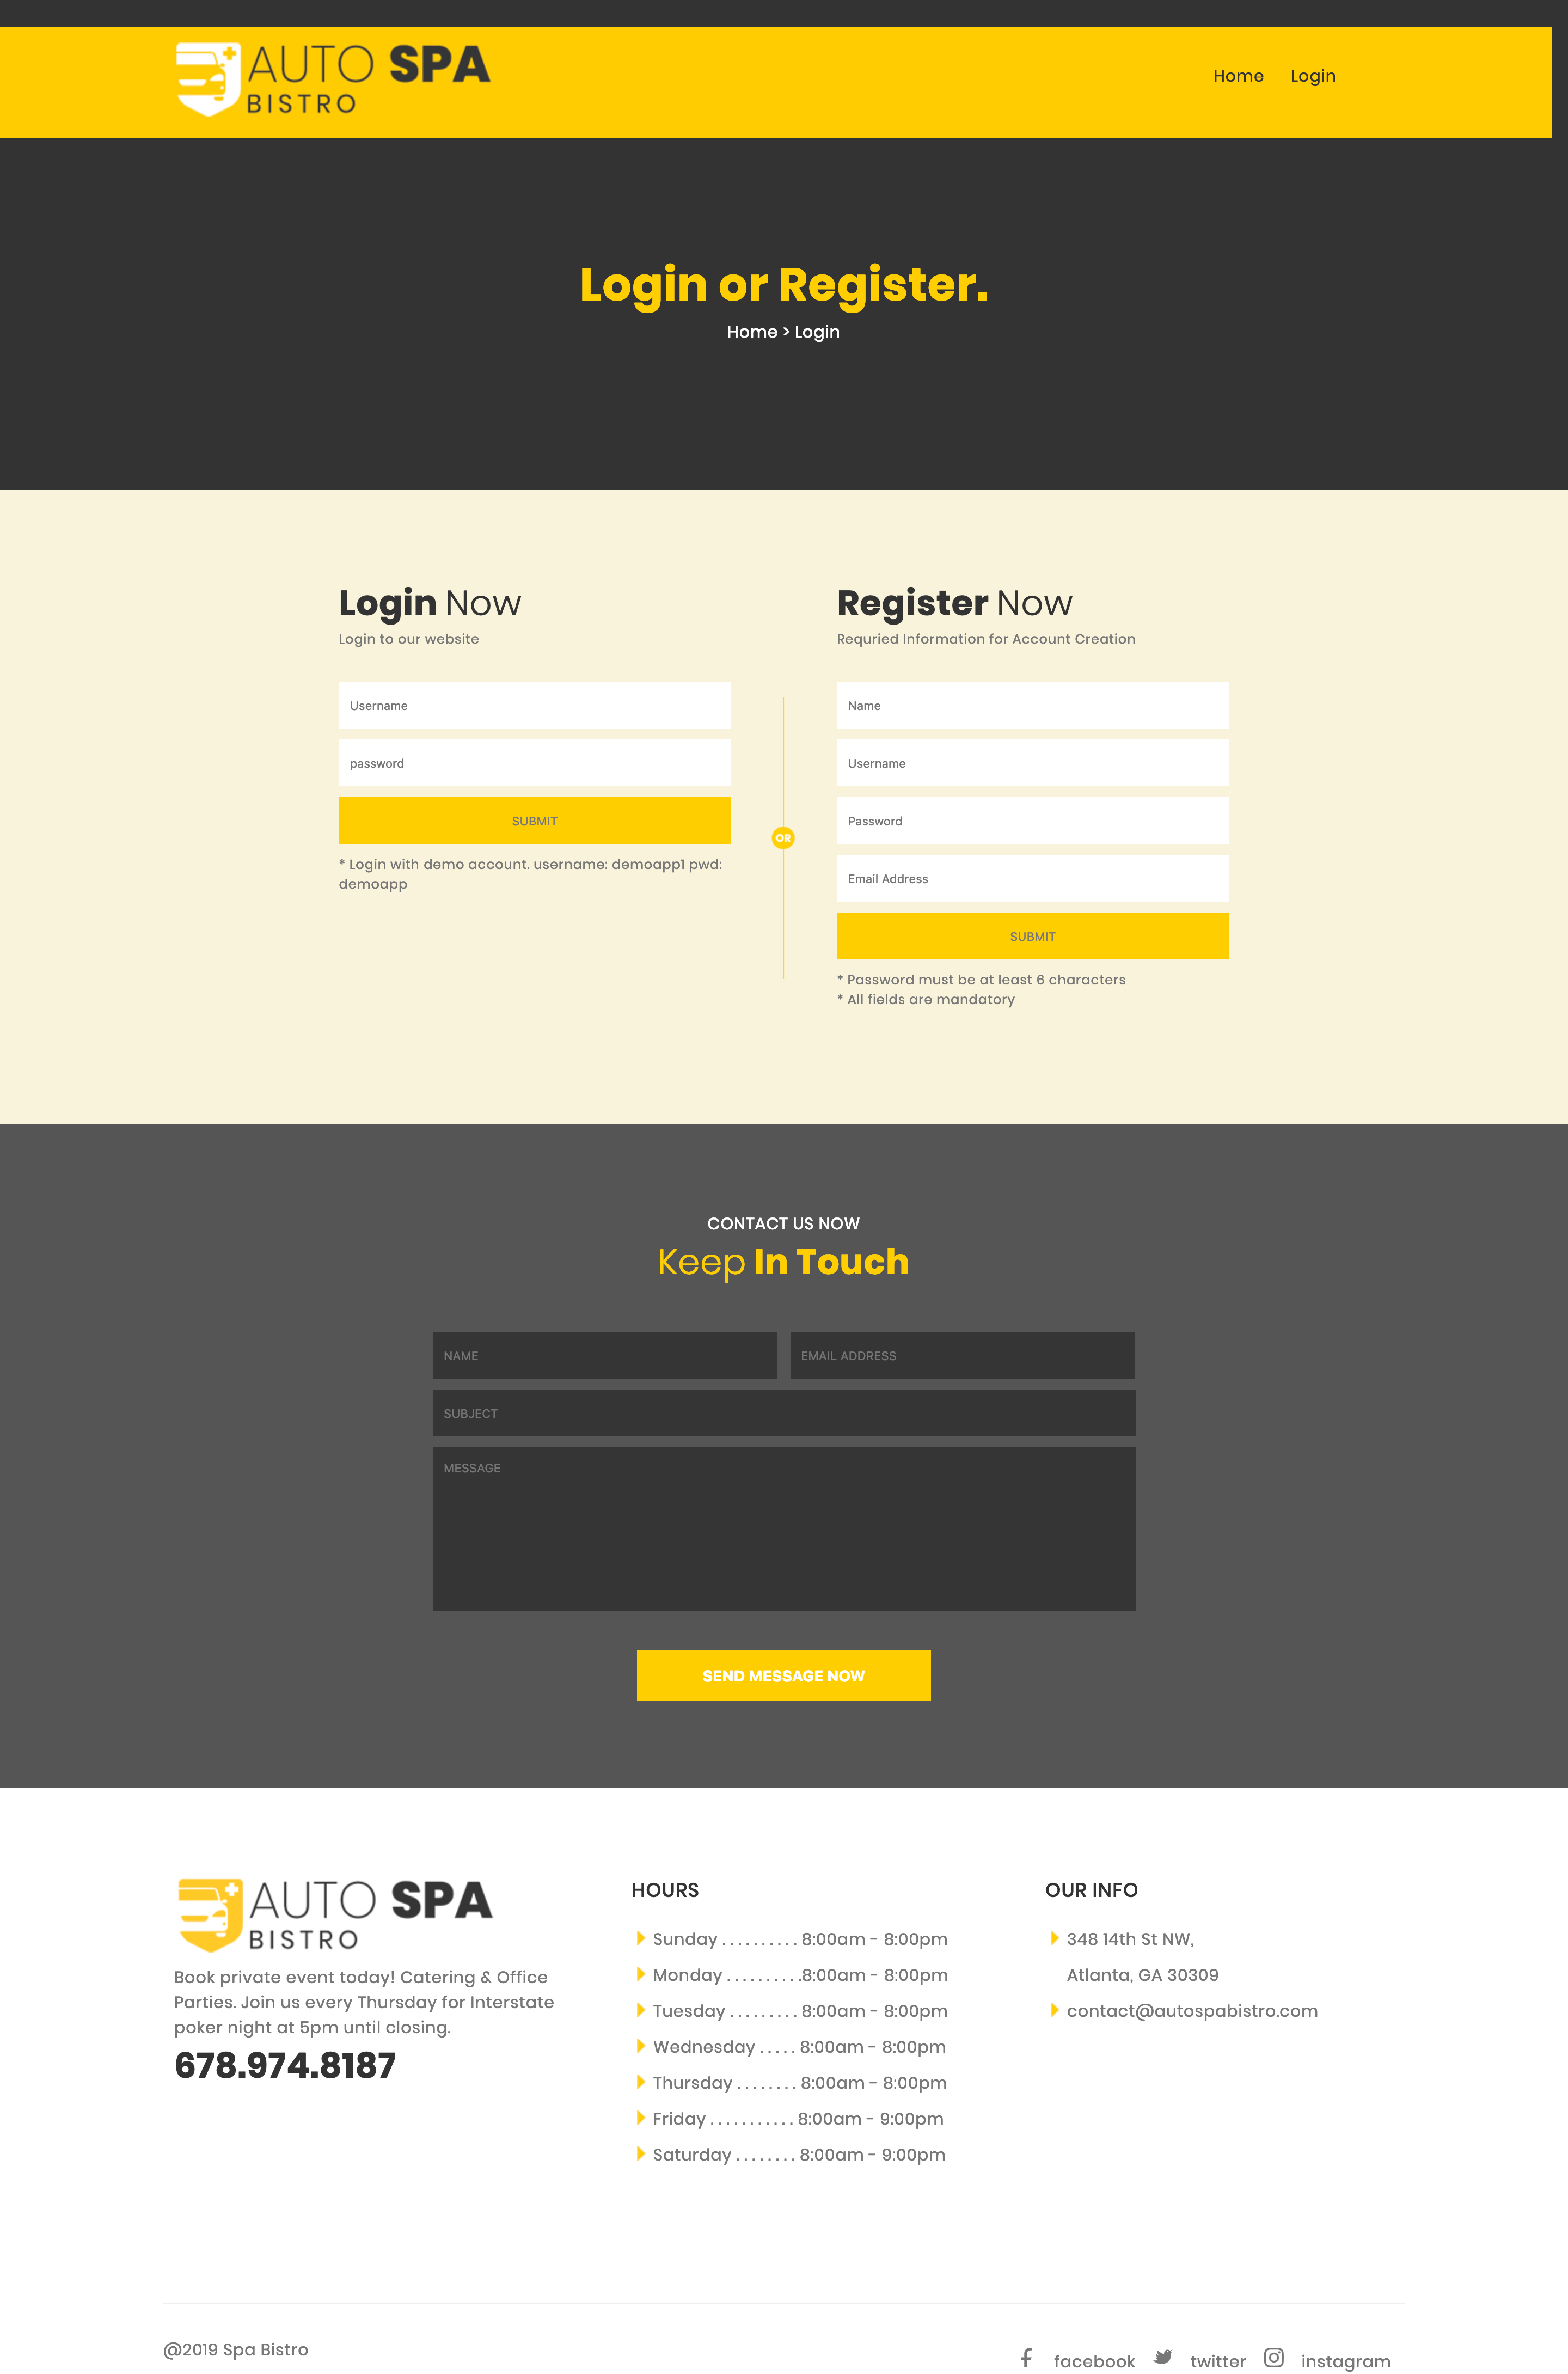 AUTO SPA
BISTRO
Home Login
Login or Register.
Home > Login
Login Now
Login to our website
Username
password
SUBMIT
* Login with demo account. username: demoapp1 pwd:
demoapp
OR
Register Now
Requried Information for Account Creation
Name
Username
Password
Email Address
SUBMIT
* Password must be at least 6 characters
* All fields are mandatory
CONTACT US NOW
Keep In Touch
NAME
EMAIL ADDRESS
SUBJECT
MESSAGE
SEND MESSAGE NOW
AUTO SPA
BISTRO
Book private event today! Catering & Office
Parties. Join us every Thursday for Interstate
poker night at 5pm until closing.
678.974.8187
HOURS
Sunday . . . . . . . . . . 8:00am - 8:00pm
Monday . . . . . . . . . .8:00am - 8:00pm
Tuesday . . . . . . . . . 8:00am - 8:00pm
Wednesday . . . . . 8:00am - 8:00pm
Thursday . . . . . . . . 8:00am - 8:00pm
Friday . . . . . . . . . . . 8:00am - 9:00pm
Saturday . . . . . . . . 8:00am - 9:00pm
OUR INFO
348 14th St NW,
Atlanta, GA 30309
contact@autospabistro.com
@2019 Spa Bistro
facebook twitter instagram